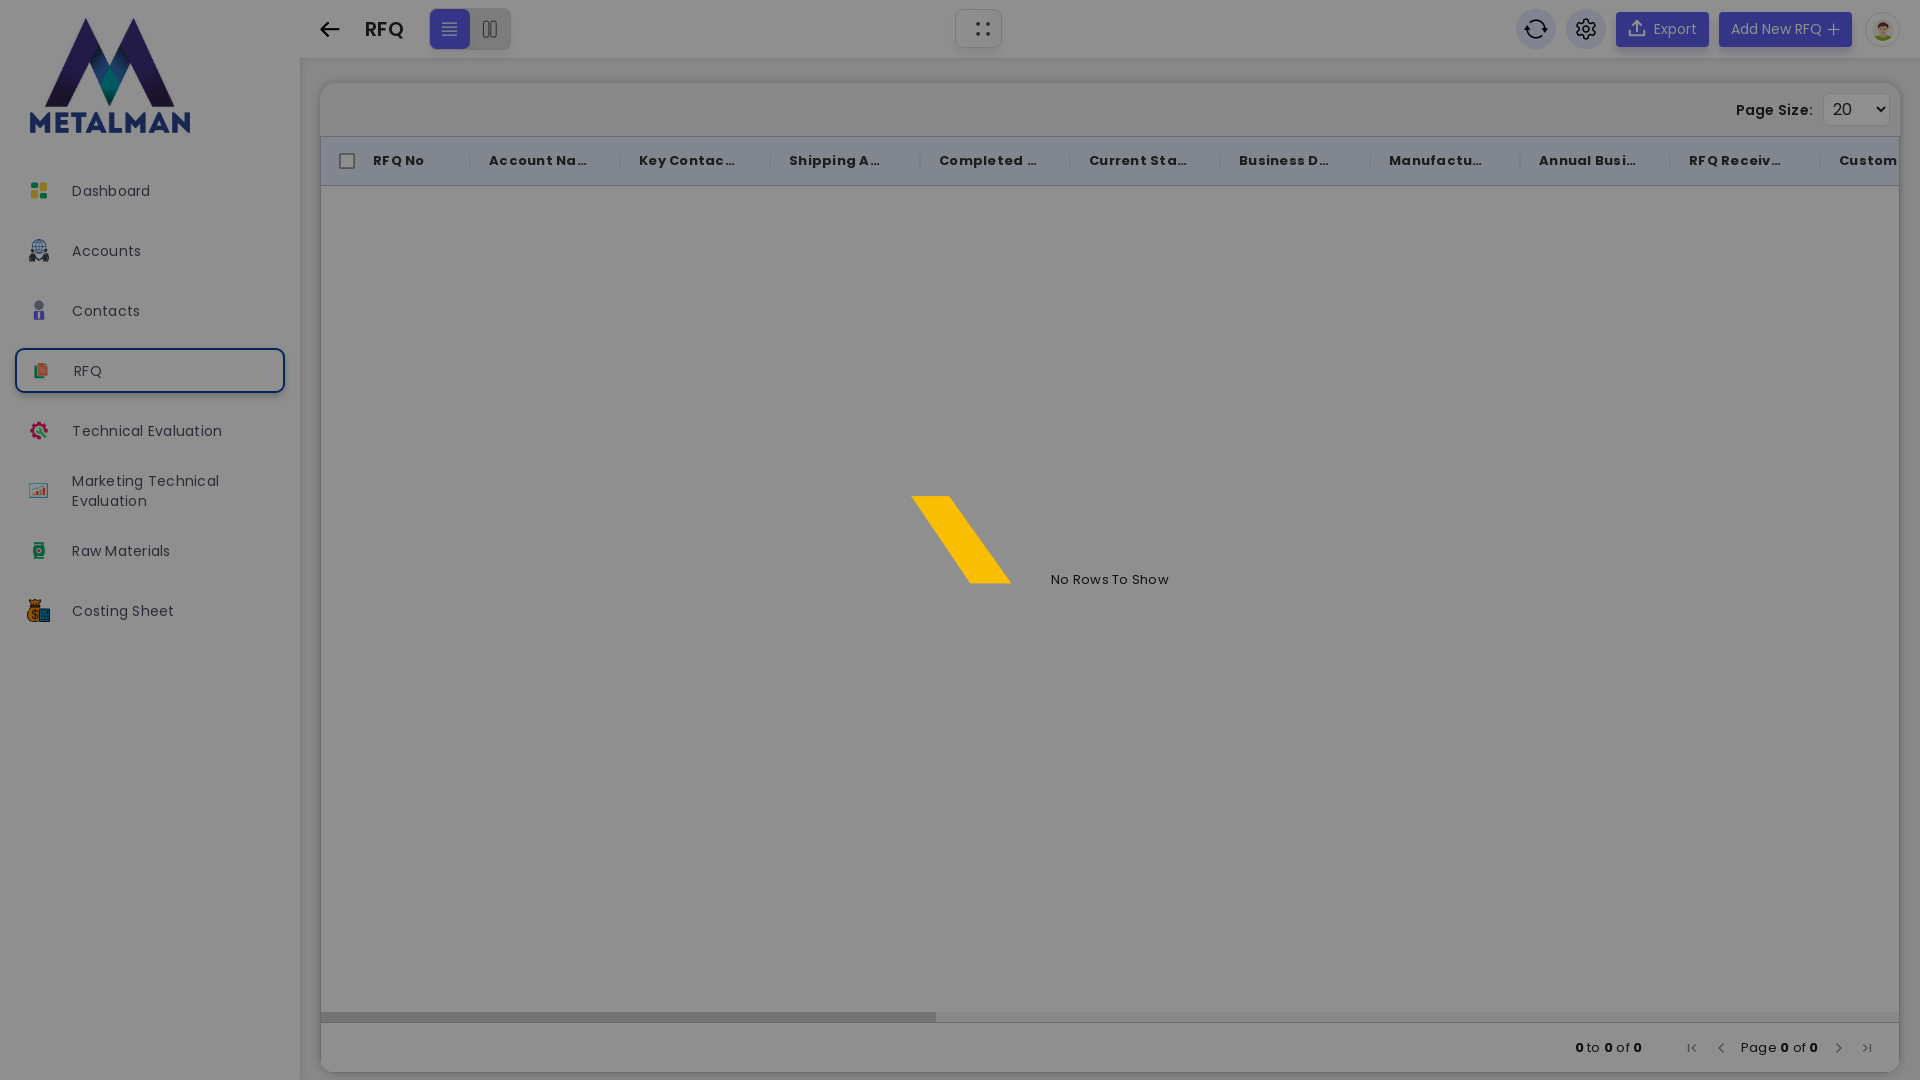 METALMAN
Dashboard
Accounts
Contacts
RFQ
Technical Evaluation
Marketing Technical
Evaluation
Raw Materials
Costing Sheet
RFQ
Export
Add New RFQ
Page Size: 20
RFQ No Account Na... Key Contac... Shipping A... Completed ... Current Sta... Business D... Manufactu... Annual Busi... RFQ Receiv... Custom
No Rows To Show
0 to 0 of 0 Page 0 of 0